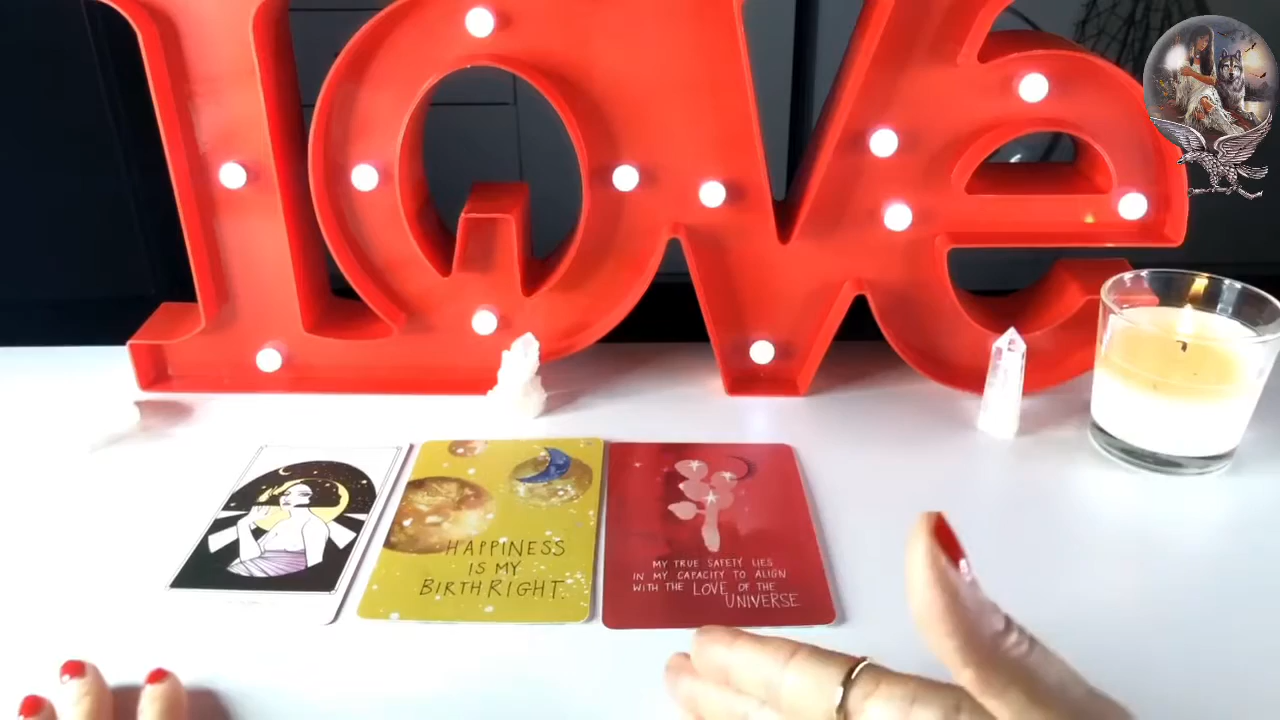 LOVe
HAPPINESS
IS MY
BIRTHRIGHT.
MY TRUE SAFETY LIES
IN MY CAPACITY TO ALIGN
WITH THE LOVE OF THE
UNIVERSE